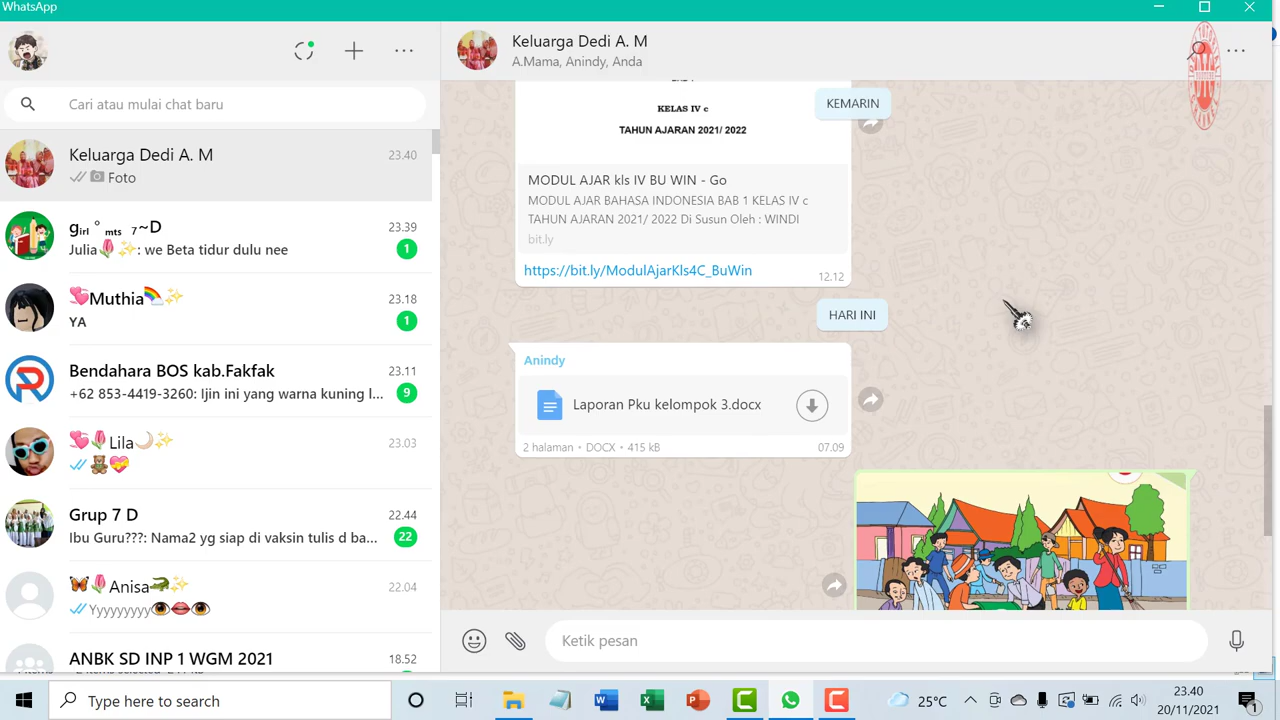 WhatsApp
Cari atau mulai chat baru
Keluarga Dedi A. M
23.40
Foto
gᵢᵣₗ ° ₘₜₛ ₇~D
23.39
Julia🌷✨: we Beta tidur dulu nee
1
💞Muthia🌈✨
23.18
YA
1
Bendahara BOS kab.Fakfak
23.11
+62 853-4419-3260: Ijin ini yang warna kuning l...
9
💞🌷Lila🌙✨
23.03
🧸💝
Grup 7 D
22.44
Ibu Guru???: Nama2 yg siap di vaksin tulis d ba...
22
🦋🌷Anisa🐊✨
22.04
Yyyyyyyy👁👄👁
ANBK SD INP 1 WGM 2021
18.52
Keluarga Dedi A. M
A.Mama, Anindy, Anda
KEMARIN
KELAS IV c
TAHUN AJARAN 2021/ 2022
MODUL AJAR kls IV BU WIN - Go
MODUL AJAR BAHASA INDONESIA BAB 1 KELAS IV c
TAHUN AJARAN 2021/ 2022 Di Susun Oleh : WINDI
bit.ly
https://bit.ly/ModulAjarKls4C_BuWin
12.12
HARI INI
Anindy
Laporan Pku kelompok 3.docx
2 halaman • DOCX • 415 kB
07.09
Ketik pesan
Type here to search
25°C
23.40
20/11/2021
1